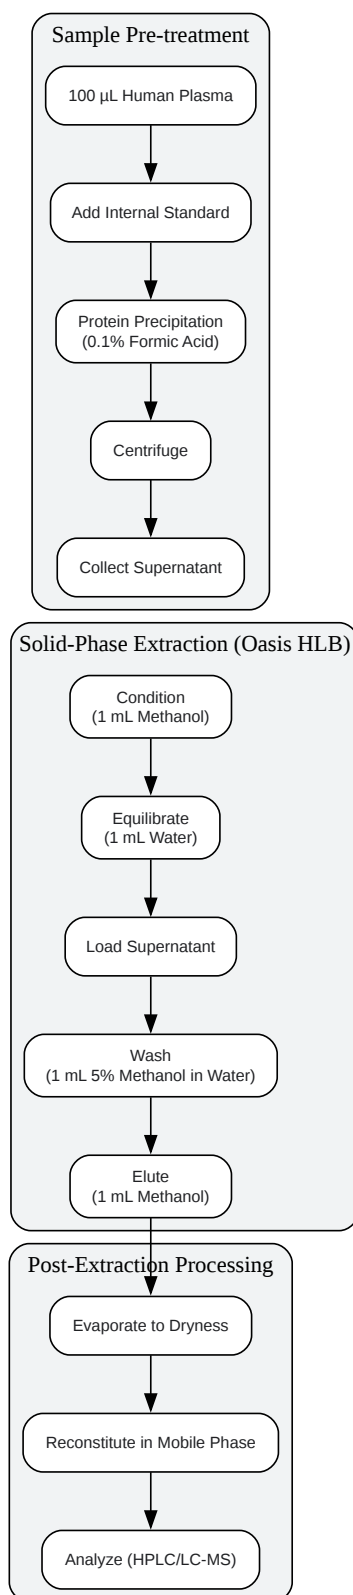 Sample Pre-treatment
100 µL Human Plasma
Add Internal Standard
Protein Precipitation
(0.1% Formic Acid)
Centrifuge
Collect Supernatant
Solid-Phase Extraction (Oasis HLB)
Condition
(1 mL Methanol)
Equilibrate
(1 mL Water)
Load Supernatant
Wash
(1 mL 5% Methanol in Water)
Elute
(1 mL Methanol)
Post-Extraction Processing
Evaporate to Dryness
Reconstitute in Mobile Phase
Analyze (HPLC/LC-MS)